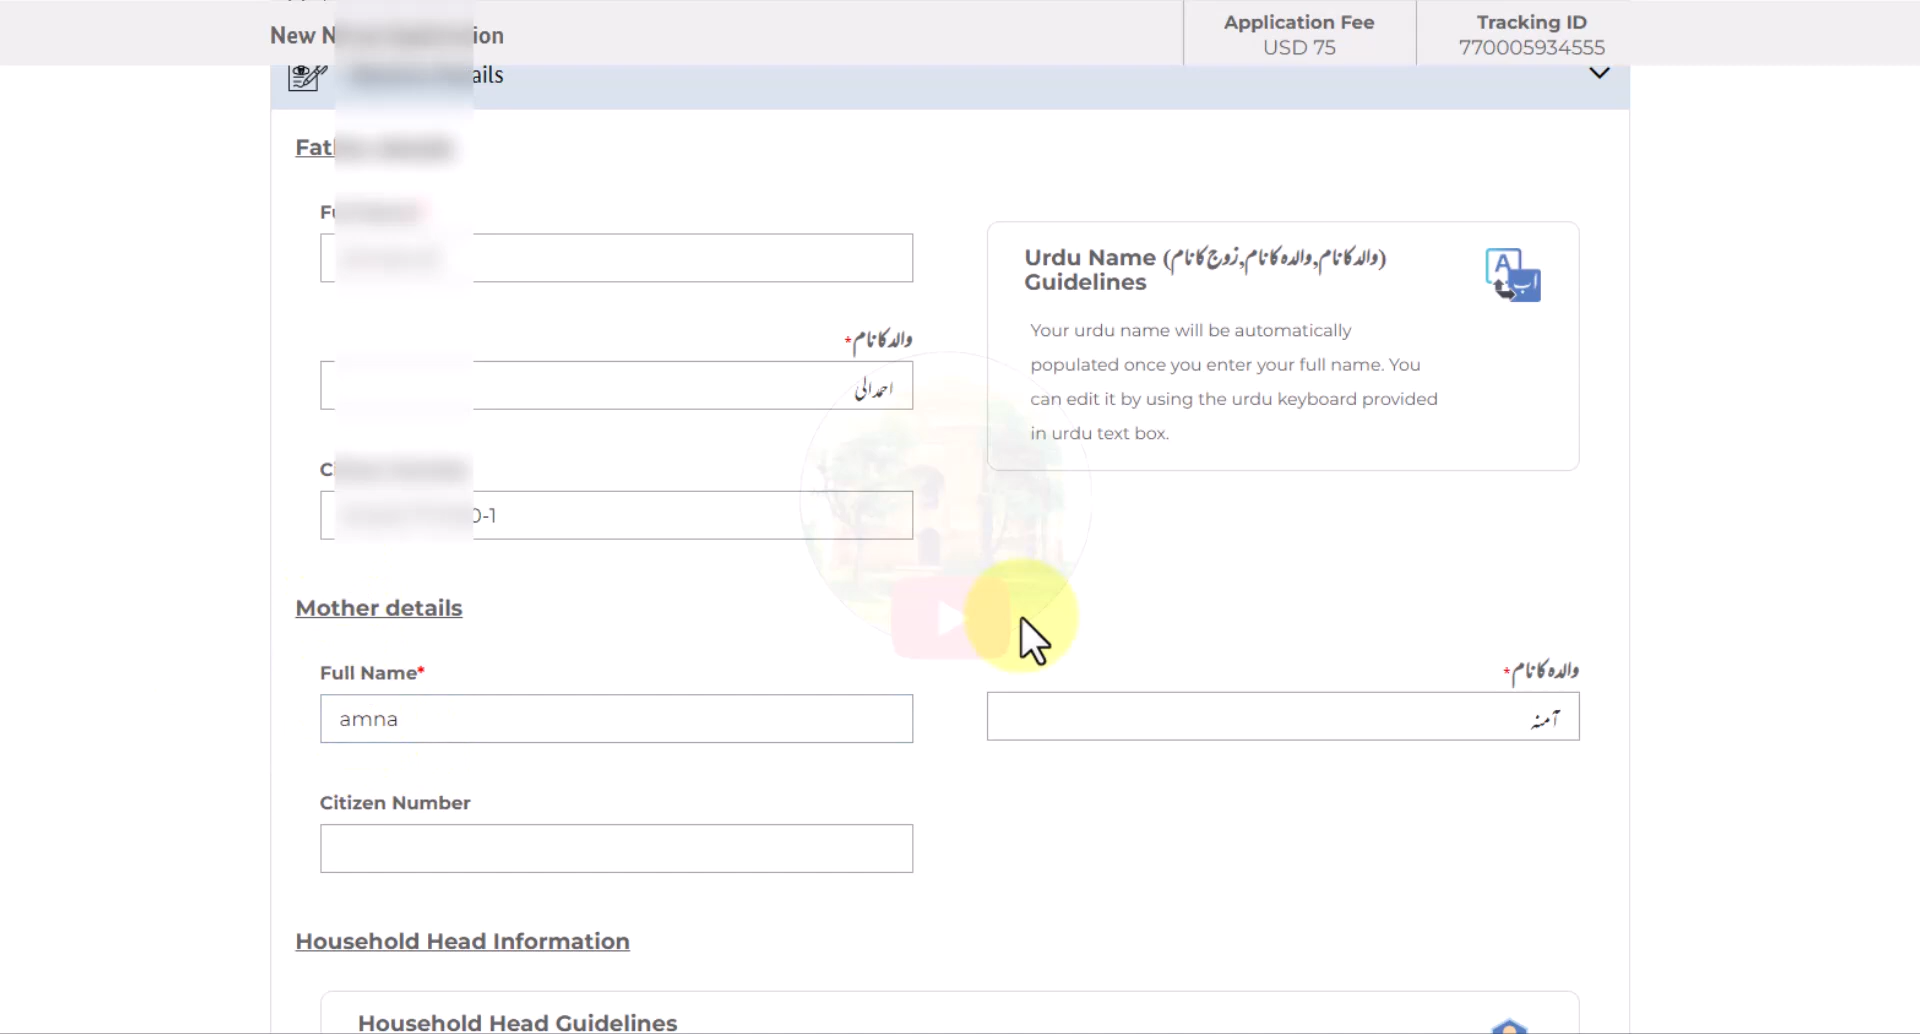 New N ion
Application Fee
USD 75
Tracking ID
770005934555
ails
Fat
Urdu Name (والد کا نام, والدہ کا نام, زوج کا نام)
Guidelines
Your urdu name will be automatically
populated once you enter your full name. You
can edit it by using the urdu keyboard provided
in urdu text box.
والد کا نام*
احمدالی
0-1
Mother details
Full Name*
amna
والدہ کا نام*
آمنہ
Citizen Number
Household Head Information
Household Head Guidelines